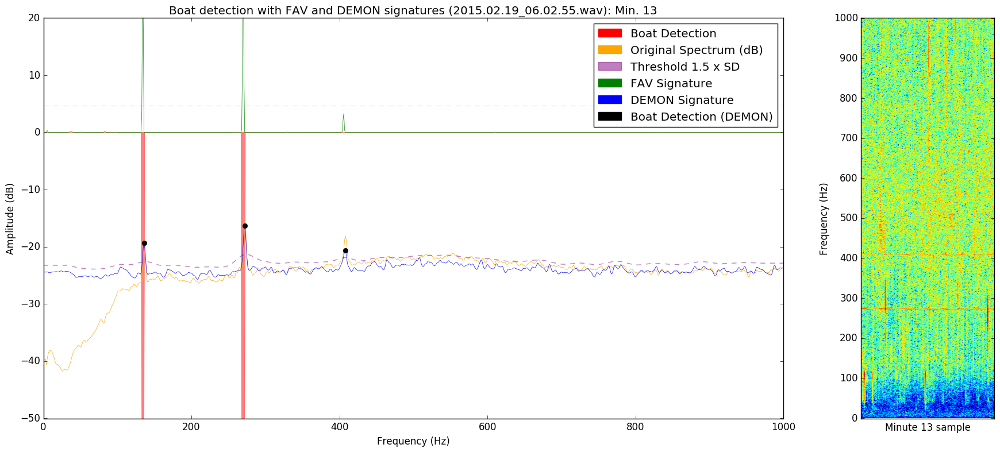 Boat detection with FAV and DEMON signatures (2015.02.19_06.02.55.wav): Min. 13
20
10
0
−10
−20
−30
−40
−50
Amplitude (dB)
Boat Detection
Original Spectrum (dB)
Threshold 1.5 x SD
FAV Signature
DEMON Signature
Boat Detection (DEMON)
0
200
400
600
800
1000
Frequency (Hz)
1000
900
800
700
600
500
400
300
200
100
0
Frequency (Hz)
Minute 13 sample